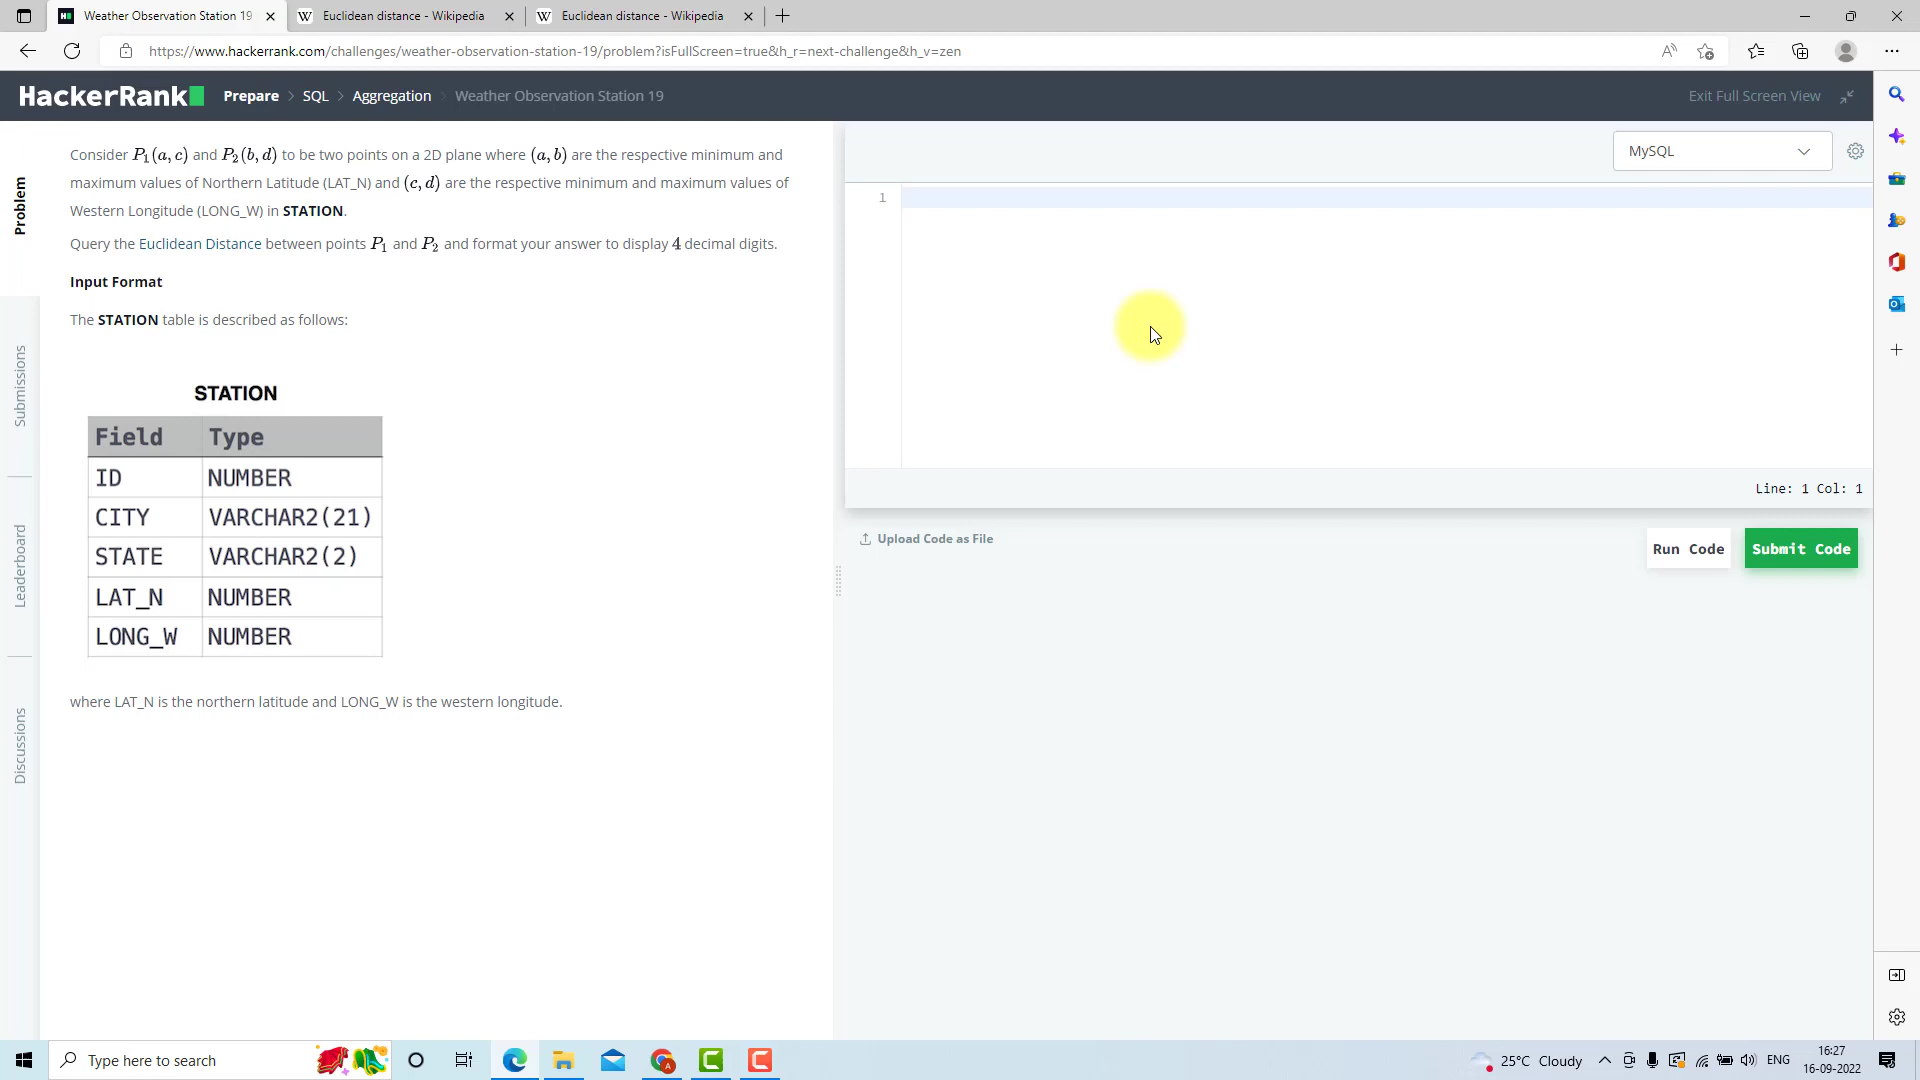 Weather Observation Station 19
Euclidean distance - Wikipedia
Euclidean distance - Wikipedia
https://www.hackerrank.com/challenges/weather-observation-station-19/problem?isFullScreen=true&h_r=next-challenge&h_v=zen
HackerRank
Prepare > SQL > Aggregation > Weather Observation Station 19
Exit Full Screen View
Problem
Submissions
Leaderboard
Discussions
Consider P1(a, c) and P2(b, d) to be two points on a 2D plane where (a, b) are the respective minimum and
maximum values of Northern Latitude (LAT_N) and (c, d) are the respective minimum and maximum values of
Western Longitude (LONG_W) in STATION.
Query the Euclidean Distance between points P1 and P2 and format your answer to display 4 decimal digits.
Input Format
The STATION table is described as follows:
STATION
Field Type
ID NUMBER
CITY VARCHAR2(21)
STATE VARCHAR2(2)
LAT_N NUMBER
LONG_W NUMBER
where LAT_N is the northern latitude and LONG_W is the western longitude.
MySQL
1
Line: 1 Col: 1
Upload Code as File
Run Code
Submit Code
Type here to search
25°C Cloudy
ENG
16:27
16-09-2022